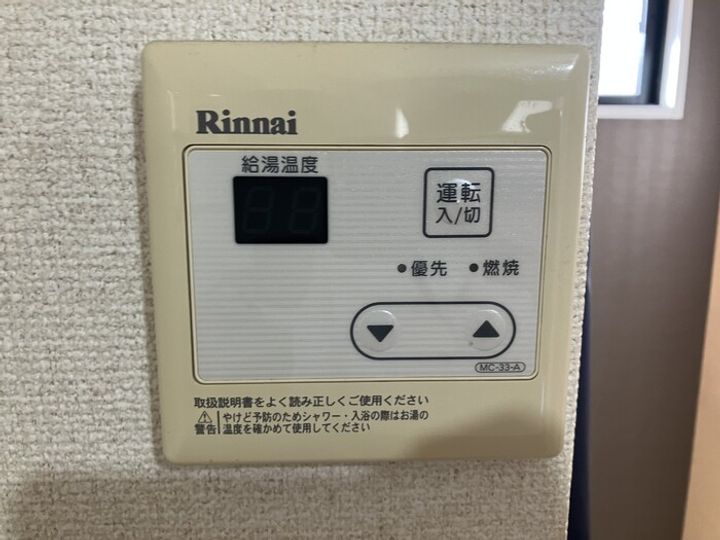 Rinnai
給湯温度
運転
入/切
優先 燃焼
MC-33-A
取扱説明書をよく読み正しくご使用ください
やけど予防のためシャワー・入浴の際はお湯の
警告 温度を確かめて使用してください